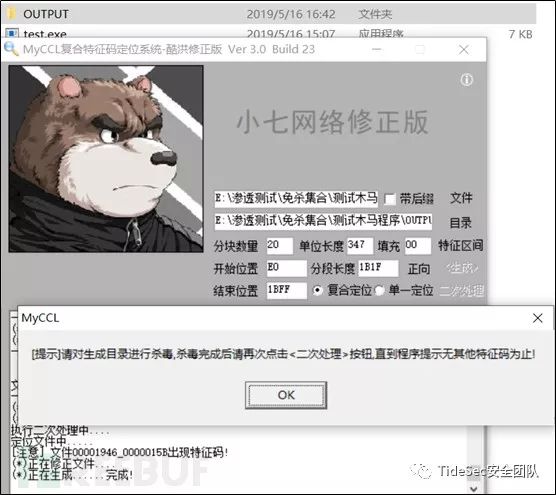 OUTPUT 2019/5/16 16:42 文件夹
test.exe 2019/5/16 15:07 应用程序 7 KB
MyCCL复合特征码定位系统-酷洪修正版 Ver 3.0 Build 23
小七网络修正版
E:\渗透测试\免杀集合\测试木马 带后缀 文件
E:\渗透测试\免杀集合\测试木马程序\OUTPU 目录
分块数量 20 单位长度 347 填充 00 特征区间
开始位置 E0 分段长度 1B1F 正向 <生成>
结束位置 1BFF 复合定位 单一定位 二次处理
MyCCL
[提示]请对生成目录进行杀毒,杀毒完成后请再次点击<二次处理>按钮,直到程序提示无其他特征码为止!
OK
执行二次处理中....
定位文件中.....
[注意] 文件00001946_0000015B出现特征码!
(*)正在修正文件...
(*)正在生成......完成!
REEBUF
TideSec安全团队